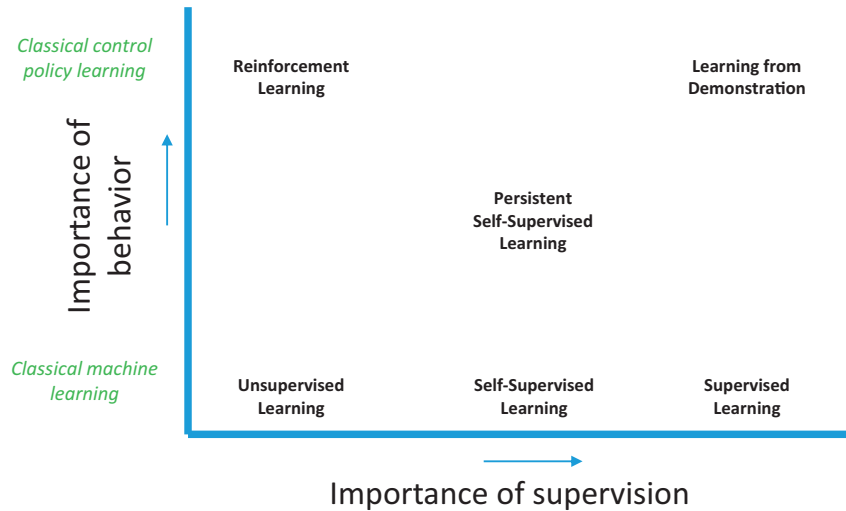 Classical control
policy learning
Reinforcement
Learning
Learning from
Demonstration
Importance of
behavior
Persistent
Self-Supervised
Learning
Classical machine
learning
Unsupervised
Learning
Self-Supervised
Learning
Supervised
Learning
Importance of supervision